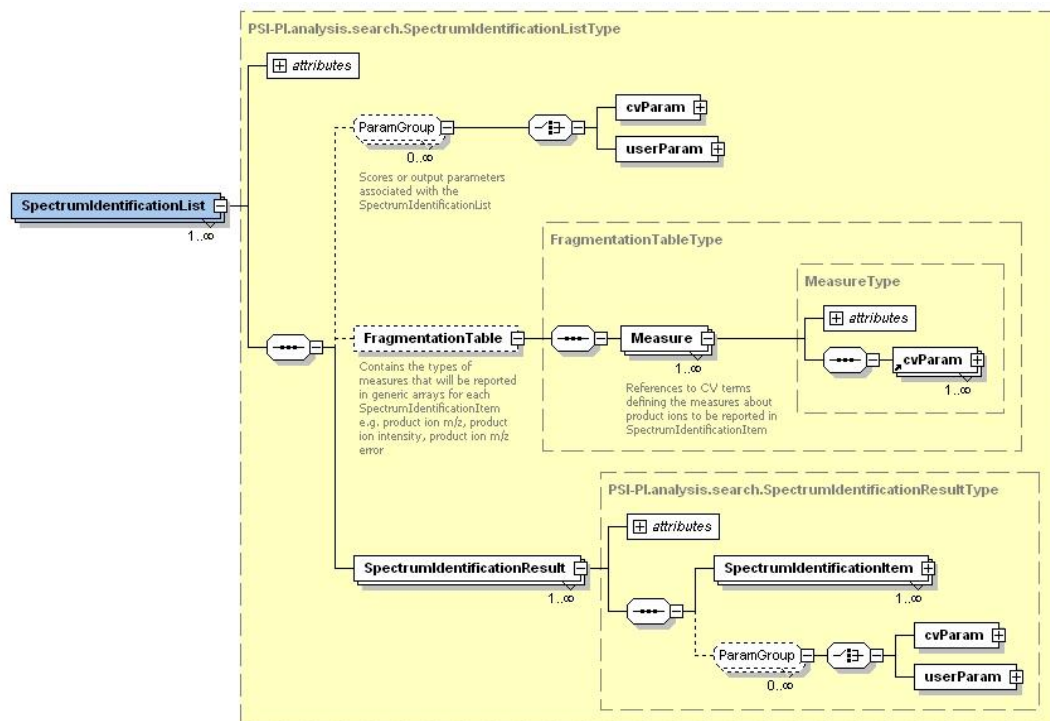 PSI-PI.analysis.search.SpectrumIdentificationListType
attributes
ParamGroup
0..∞
Scores or output parameters
associated with the
SpectrumIdentificationList
cvParam
userParam
SpectrumIdentificationList
1..∞
FragmentationTableType
MeasureType
attributes
FragmentationTable
Contains the types of
measures that will be reported
in generic arrays for each
SpectrumIdentificationItem
e.g. product ion m/z, product
ion intensity, product ion m/z
error
Measure
1..∞
References to CV terms
defining the measures about
product ions to be reported in
SpectrumIdentificationItem
cvParam
1..∞
PSI-PI.analysis.search.SpectrumIdentificationResultType
attributes
SpectrumIdentificationResult
1..∞
SpectrumIdentificationItem
1..∞
ParamGroup
0..∞
cvParam
userParam